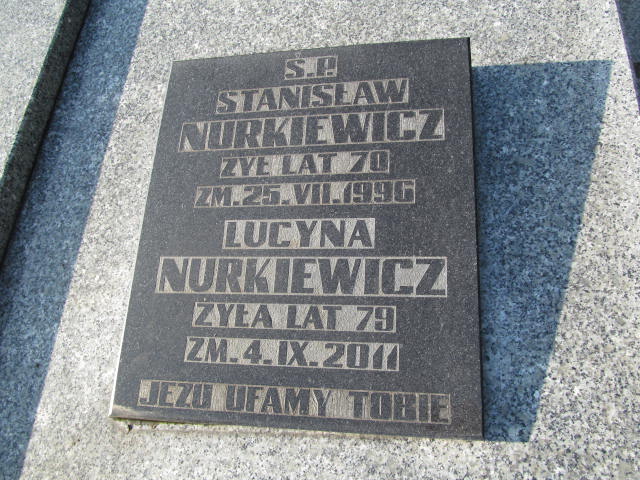 Ś.P.
STANISŁAW
NURKIEWICZ
ŻYŁ LAT 70
ZM. 25. VII. 1996
LUCYNA
NURKIEWICZ
ŻYŁA LAT 79
ZM. 4. IX. 2011
JEZU UFAMY TOBIE